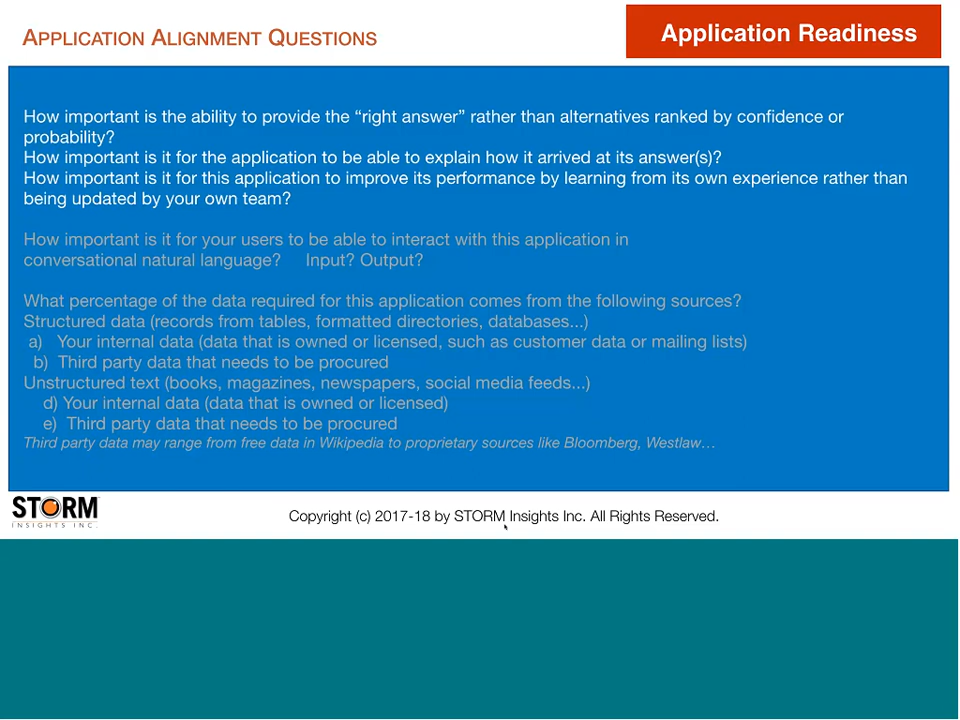 APPLICATION ALIGNMENT QUESTIONS
Application Readiness
How important is the ability to provide the “right answer” rather than alternatives ranked by confidence or
probability?
How important is it for the application to be able to explain how it arrived at its answer(s)?
How important is it for this application to improve its performance by learning from its own experience rather than
being updated by your own team?
How important is it for your users to be able to interact with this application in
conversational natural language? Input? Output?
What percentage of the data required for this application comes from the following sources?
Structured data (records from tables, formatted directories, databases...)
a) Your internal data (data that is owned or licensed, such as customer data or mailing lists)
b) Third party data that needs to be procured
Unstructured text (books, magazines, newspapers, social media feeds...)
d) Your internal data (data that is owned or licensed)
e) Third party data that needs to be procured
Third party data may range from free data in Wikipedia to proprietary sources like Bloomberg, Westlaw…
STORM
INSIGHTS INC.
Copyright (c) 2017-18 by STORM Insights Inc. All Rights Reserved.